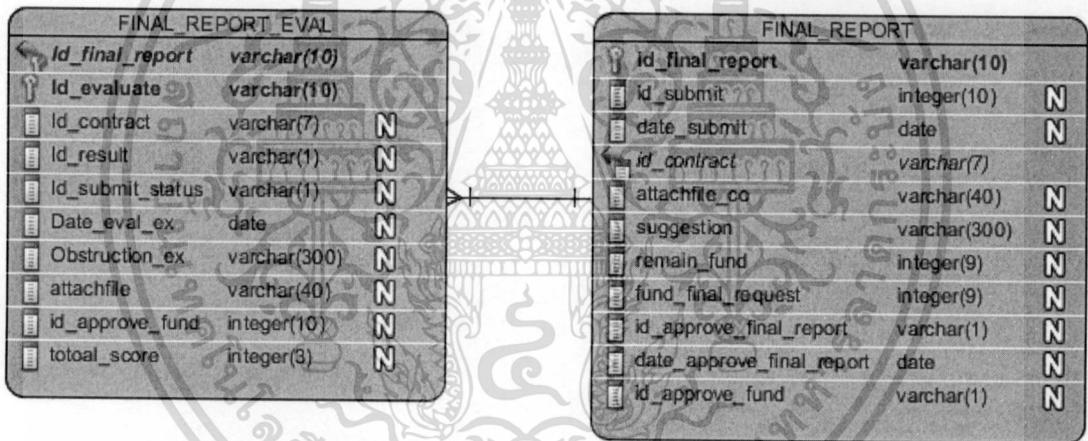 FINAL_REPORT_EVAL
Id_final_report varchar(10)
Id_evaluate varchar(10)
Id_contract varchar(7) N
Id_result varchar(1) N
Id_submit_status varchar(1) N
Date_eval_ex date N
Obstruction_ex varchar(300) N
attachfile varchar(40) N
id_approve_fund integer(10) N
totoal_score integer(3) N
FINAL_REPORT
id_final_report varchar(10)
id_submit integer(10) N
date_submit date N
id_contract varchar(7)
attachfile_co varchar(40) N
suggestion varchar(300) N
remain_fund integer(9) N
fund_final_request integer(9) N
id_approve_final_report varchar(1) N
date_approve_final_report date N
id_approve_fund varchar(1) N